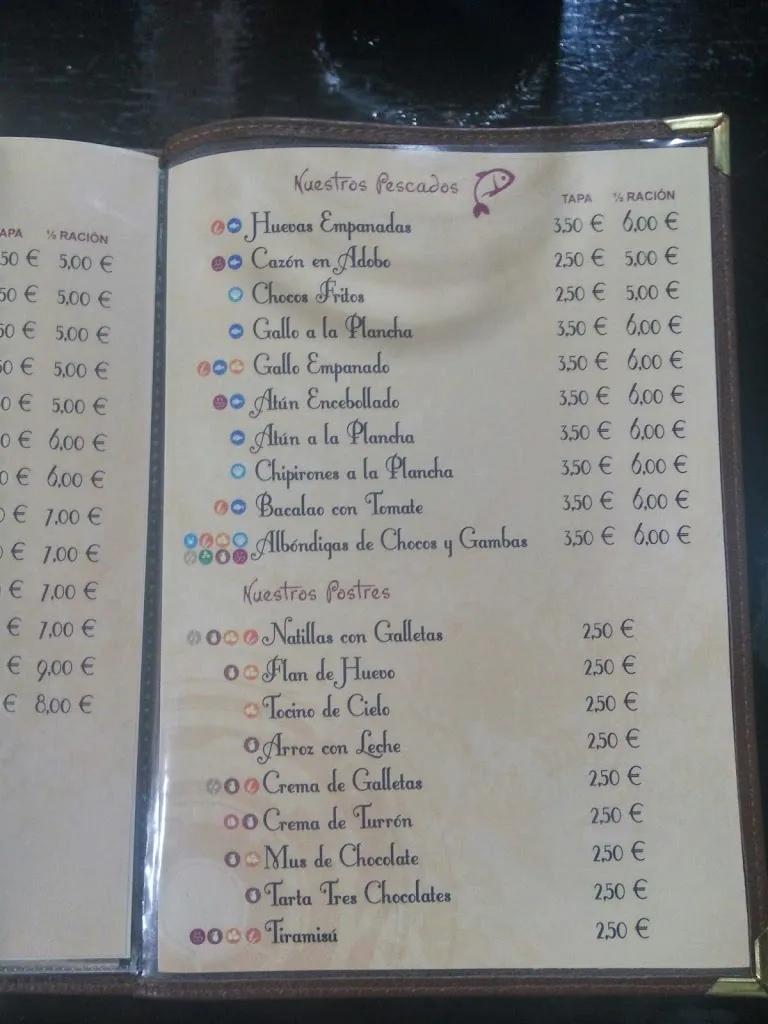 ½ RACIÓN
50 € 5,00 €
50 € 5,00 €
50 € 5,00 €
50 € 5,00 €
0 € 5,00 €
0 € 6,00 €
0 € 6,00 €
€ 7,00 €
€ 7,00 €
€ 7,00 €
€ 7,00 €
€ 9,00 €
€ 8,00 €
Nuestros Pescados
TAPA ½ RACIÓN
Huevas Empanadas 3,50 € 6,00 €
Cazón en Adobo 2,50 € 5,00 €
Chocos Fritos 2,50 € 5,00 €
Gallo a la Plancha 3,50 € 6,00 €
Gallo Empanado 3,50 € 6,00 €
Atún Encebollado 3,50 € 6,00 €
Atún a la Plancha 3,50 € 6,00 €
Chipirones a la Plancha 3,50 € 6,00 €
Bacalao con Tomate 3,50 € 6,00 €
Albóndigas de Chocos y Gambas 3,50 € 6,00 €
Nuestros Postres
Natillas con Galletas 2,50 €
Flan de Huevo 2,50 €
Tocino de Cielo 2,50 €
Arroz con Leche 2,50 €
Crema de Galletas 2,50 €
Crema de Turrón 2,50 €
Mus de Chocolate 2,50 €
Tarta Tres Chocolates 2,50 €
Tiramisú 2,50 €